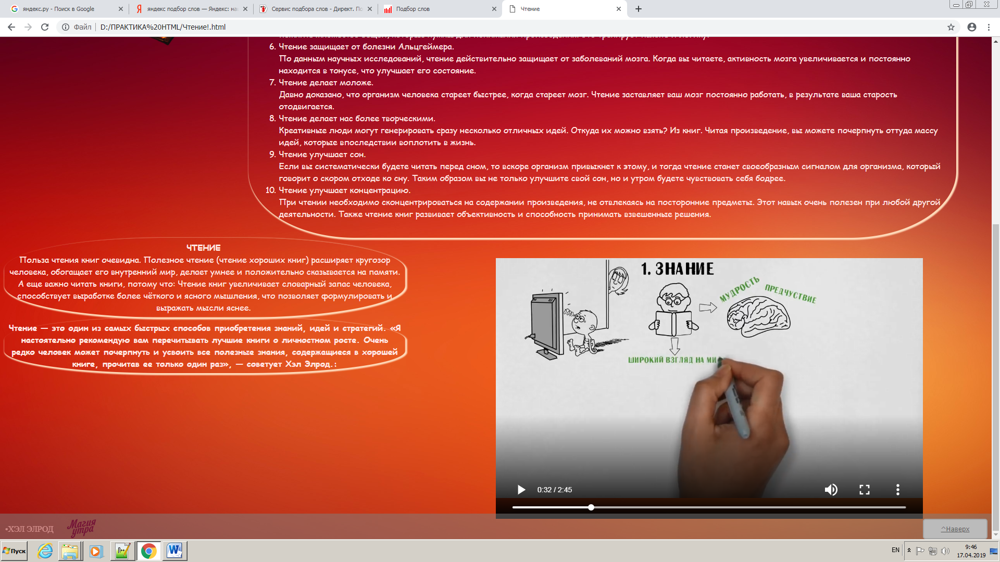 яндекс.ру - Поиск в Google
яндекс подбор слов — Яндекс: на
Сервис подбора слов - Директ. По
Подбор слов
Чтение
Файл
D:/ПРАКТИКА%20HTML/Чтение!.html
6. Чтение защищает от болезни Альцгеймера.
По данным научных исследований, чтение действительно защищает от заболеваний мозга. Когда вы читаете, активность мозга увеличивается и постоянно
находится в тонусе, что улучшает его состояние.
7. Чтение делает моложе.
Давно доказано, что организм человека стареет быстрее, когда стареет мозг. Чтение заставляет ваш мозг постоянно работать, в результате ваша старость
отодвигается.
8. Чтение делает нас более творческими.
Креативные люди могут генерировать сразу несколько отличных идей. Откуда их можно взять? Из книг. Читая произведение, вы можете почерпнуть оттуда массу
идей, которые впоследствии воплотить в жизнь.
9. Чтение улучшает сон.
Если вы систематически будете читать перед сном, то вскоре организм привыкнет к этому, и тогда чтение станет своеобразным сигналом для организма, который
говорит о скором отходе ко сну. Таким образом вы не только улучшите свой сон, но и утром будете чувствовать себя бодрее.
10. Чтение улучшает концентрацию.
При чтении необходимо сконцентрироваться на содержании произведения, не отвлекаясь на посторонние предметы. Этот навык очень полезен при любой другой
деятельности. Также чтение книг развивает объективность и способность принимать взвешенные решения.
ЧТЕНИЕ
Польза чтения книг очевидна. Полезное чтение (чтение хороших книг) расширяет кругозор
человека, обогащает его внутренний мир, делает умнее и положительно сказывается на памяти.
А еще важно читать книги, потому что: Чтение книг увеличивает словарный запас человека,
способствует выработке более чёткого и ясного мышления, что позволяет формулировать и
выражать мысли яснее.
Чтение — это один из самых быстрых способов приобретения знаний, идей и стратегий. «Я
настоятельно рекомендую вам перечитывать лучшие книги о личностном росте. Очень
редко человек может почерпнуть и усвоить все полезные знания, содержащиеся в хорошей
книге, прочитав ее только один раз», — советует Хэл Элрод.:
1. ЗНАНИЕ
МУДРОСТЬ
ПРЕДЧУСТВИЕ
ШИРОКИЙ ВЗГЛЯД НА МИ
0:32 / 2:45
•ХЭЛ ЭЛРОД
Магия
утра
^Наверх
Пуск
EN
9:46
17.04.2019